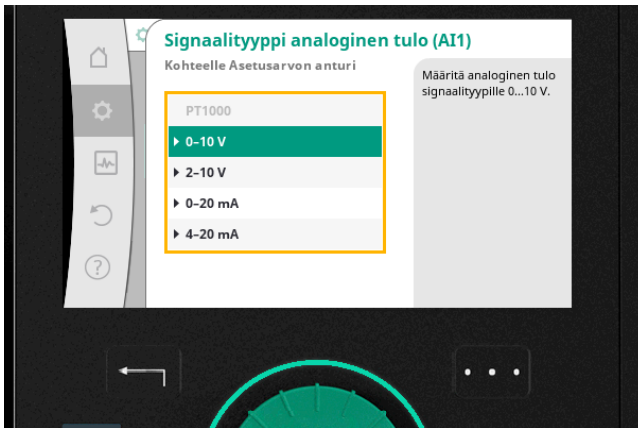 Signaalityyppi analoginen tulo (AI1)
Kohteelle Asetusarvon anturi
PT1000
0–10 V
2–10 V
0–20 mA
4–20 mA
Määritä analoginen tulo
signaalityypille 0...10 V.